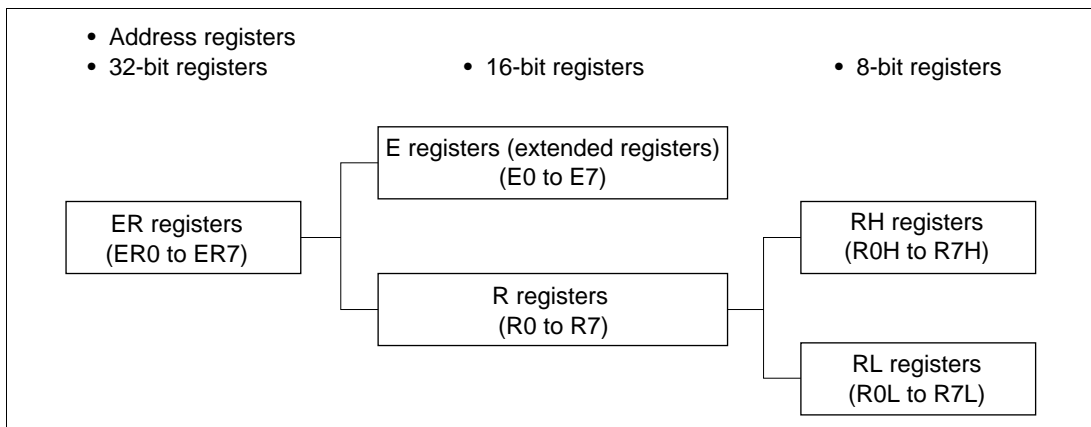 • Address registers
• 32-bit registers
• 16-bit registers
• 8-bit registers
E registers (extended registers)
(E0 to E7)
ER registers
(ER0 to ER7)
RH registers
(R0H to R7H)
R registers
(R0 to R7)
RL registers
(R0L to R7L)